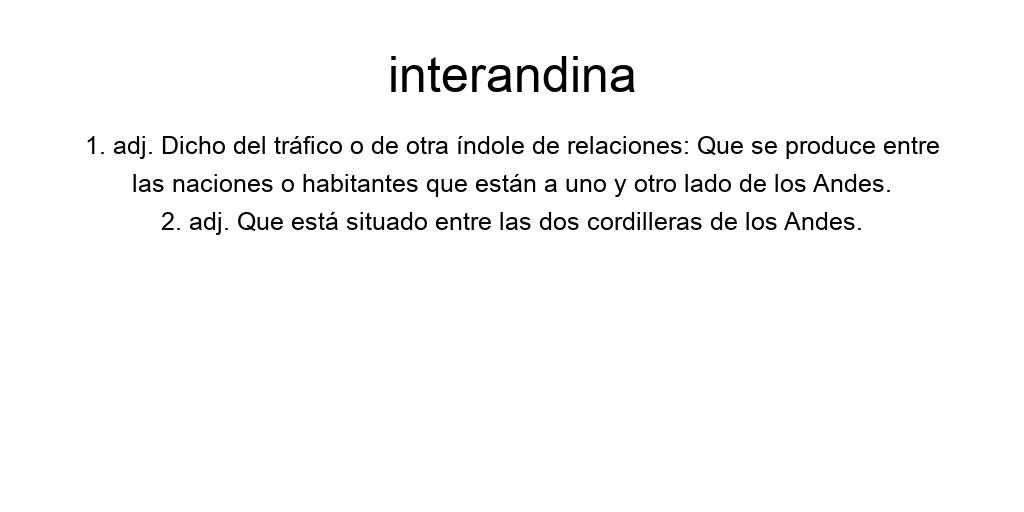 interandina
1. adj. Dicho del tráfico o de otra índole de relaciones: Que se produce entre
las naciones o habitantes que están a uno y otro lado de los Andes.
2. adj. Que está situado entre las dos cordilleras de los Andes.